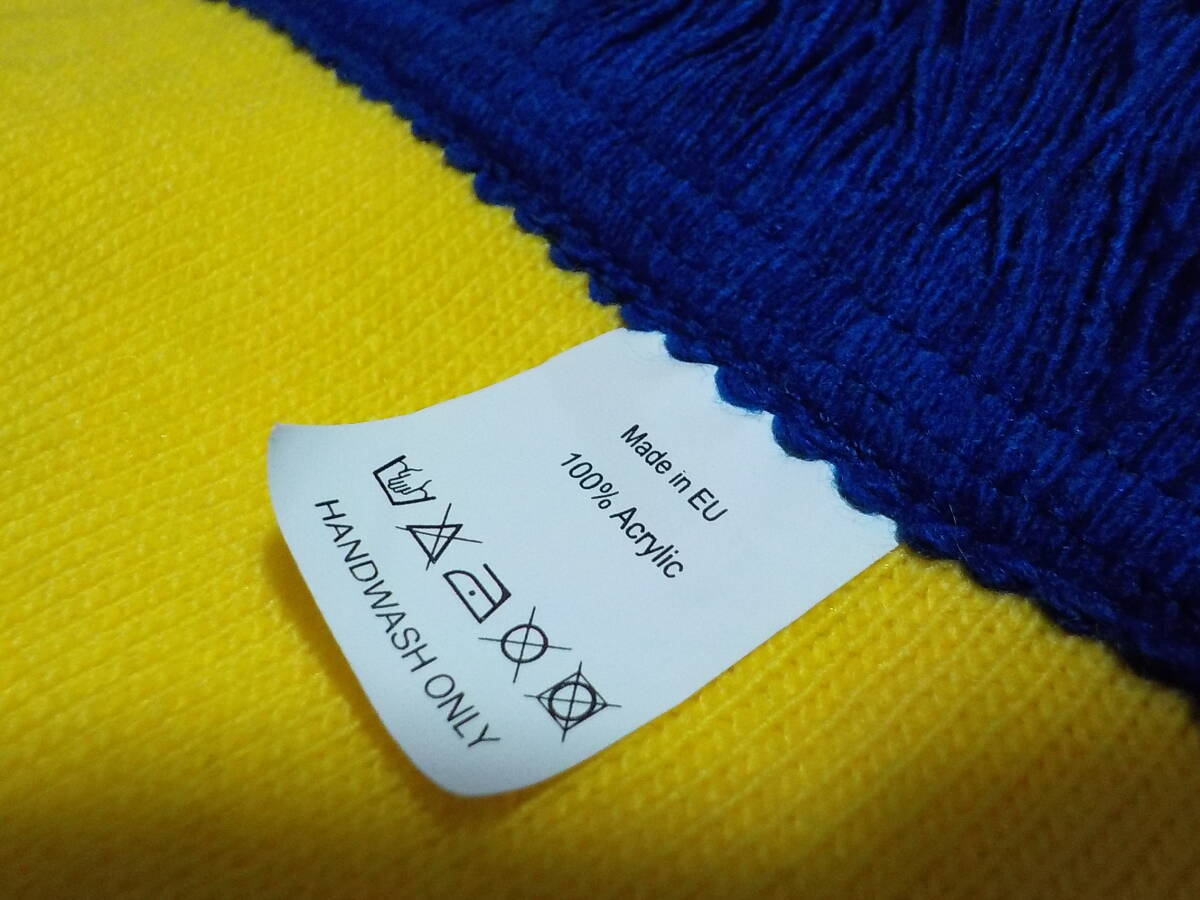 Made in EU
100% Acrylic
HANDWASH ONLY